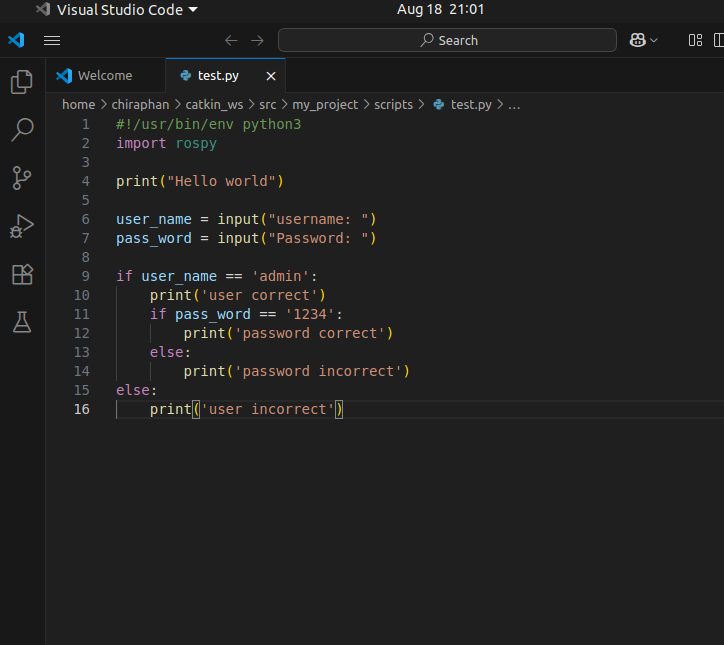 Visual Studio Code
Aug 18 21:01
Search
Welcome
test.py
home > chiraphan > catkin_ws > src > my_project > scripts > test.py > ...
1 #!/usr/bin/env python3
2 import rospy
3
4 print("Hello world")
5
6 user_name = input("username: ")
7 pass_word = input("Password: ")
8
9 if user_name == 'admin':
10     print('user correct')
11     if pass_word == '1234':
12         print('password correct')
13     else:
14         print('password incorrect')
15 else:
16     print('user incorrect')